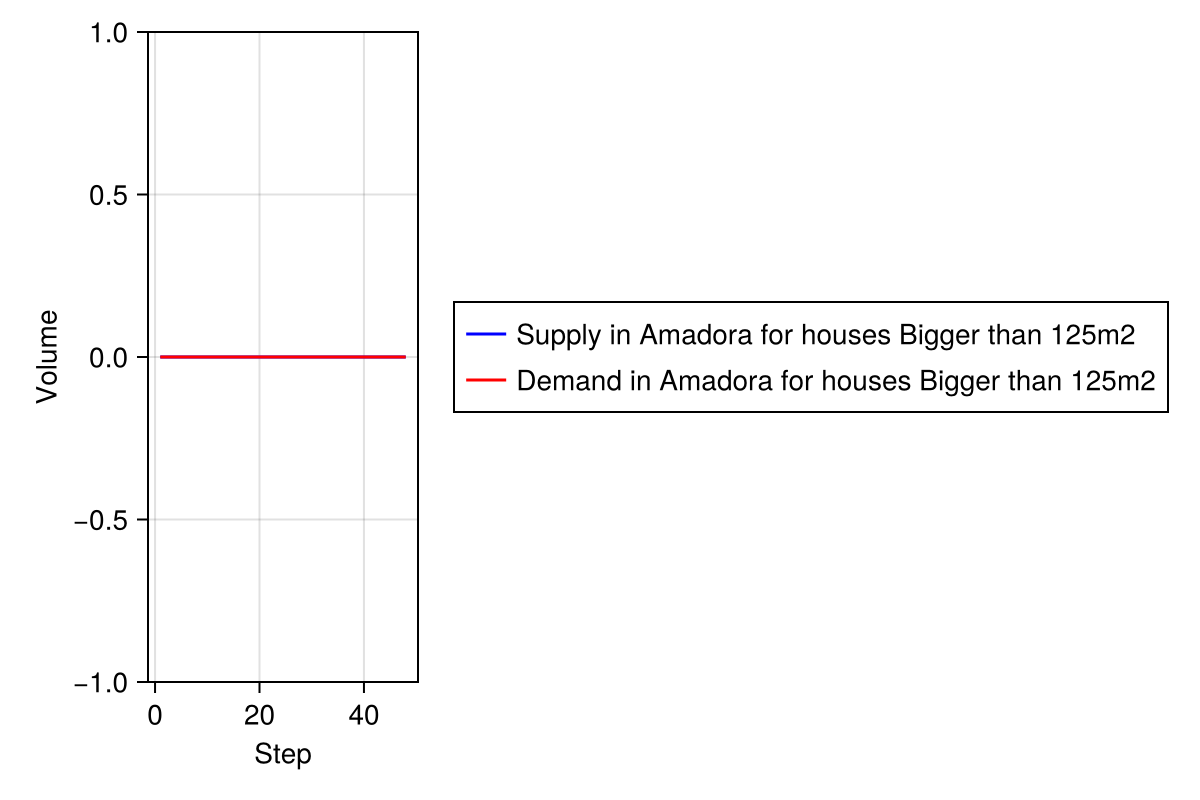 1.0
0.5
0.0
−0.5
−1.0
Volume
0 20 40
Step
Supply in Amadora for houses Bigger than 125m2
Demand in Amadora for houses Bigger than 125m2